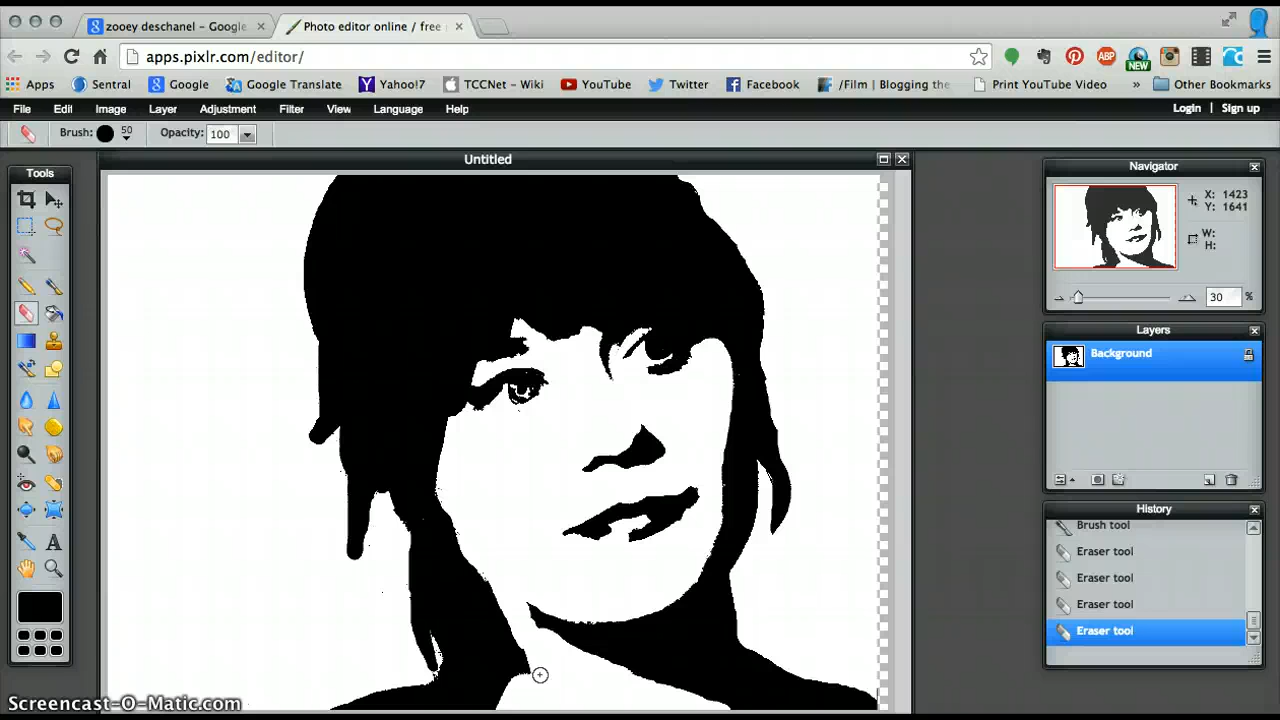 zooey deschanel – Google
Photo editor online / free
apps.pixlr.com/editor/
ABP
NEW
Apps Sentral Google Google Translate Yahoo!7 TCCNet – Wiki YouTube Twitter Facebook /Film | Blogging the Print YouTube Video » Other Bookmarks
File Edit Image Layer Adjustment Filter View Language Help Login | Sign up
Brush: 50 Opacity: 100
Tools
Untitled
Navigator
X: 1423
Y: 1641
W:
H:
30 %
Layers
Background
History
Brush tool
Eraser tool
Eraser tool
Eraser tool
Eraser tool
Screencast-O-Matic.com